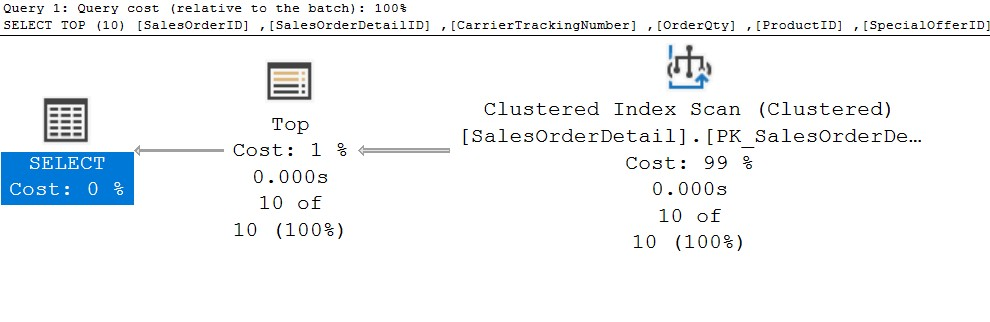 Query 1: Query cost (relative to the batch): 100%
SELECT TOP (10) [SalesOrderID] ,[SalesOrderDetailID] ,[CarrierTrackingNumber] ,[OrderQty] ,[ProductID] ,[SpecialOfferID]
SELECT
Cost: 0 %
Top
Cost: 1 %
0.000s
10 of
10 (100%)
Clustered Index Scan (Clustered)
[SalesOrderDetail].[PK_SalesOrderDe…
Cost: 99 %
0.000s
10 of
10 (100%)